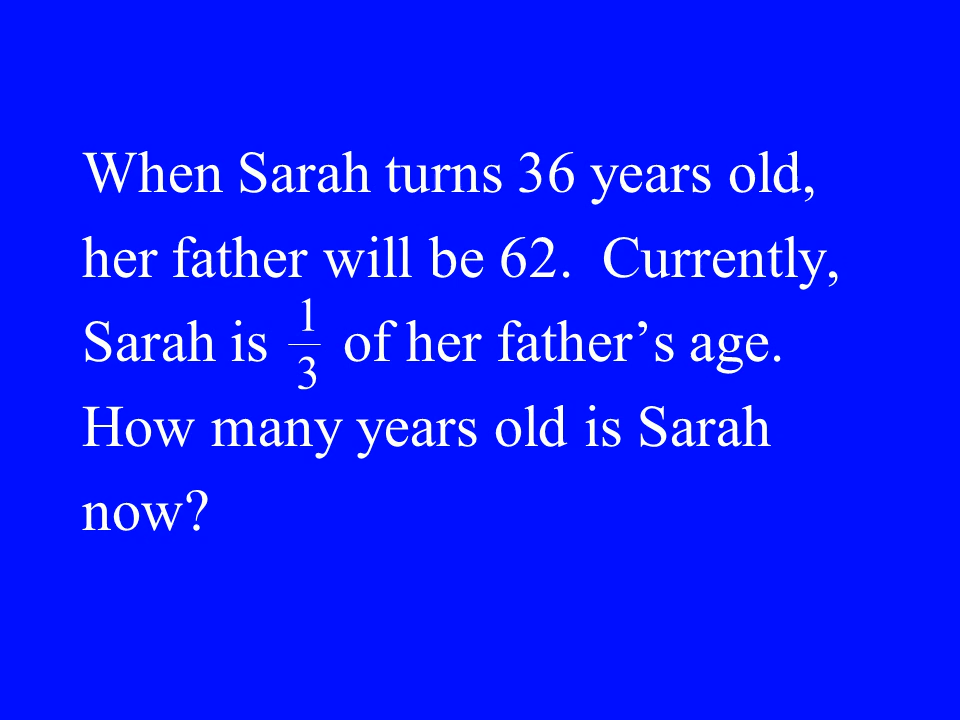 When Sarah turns 36 years old,
her father will be 62. Currently,
Sarah is 1/3 of her father’s age.
How many years old is Sarah
now?